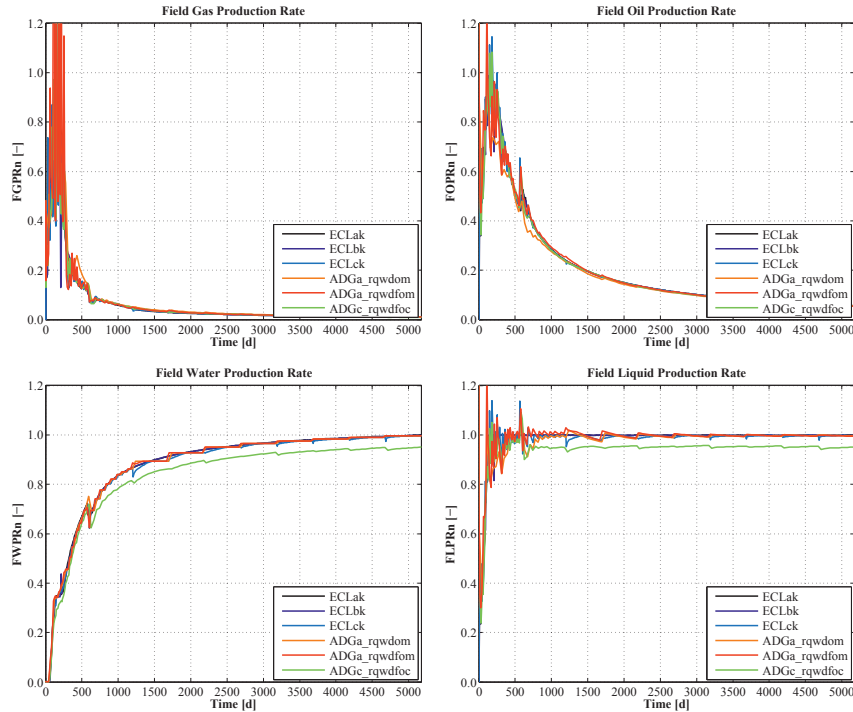 Field Gas Production Rate
1.2
1.0
0.8
0.6
0.4
0.2
0.0
FGPRn [−]
0 500 1000 1500 2000 2500 3000 3500 4000 4500 5000
Time [d]
ECLak
ECLbk
ECLck
ADGa_rqwdom
ADGa_rqwdfom
ADGc_rqwdfoc
Field Oil Production Rate
1.2
1.0
0.8
0.6
0.4
0.2
0.0
FOPRn [−]
0 500 1000 1500 2000 2500 3000 3500 4000 4500 5000
Time [d]
ECLak
ECLbk
ECLck
ADGa_rqwdom
ADGa_rqwdfom
ADGc_rqwdfoc
Field Water Production Rate
1.2
1.0
0.8
0.6
0.4
0.2
0.0
FWPRn [−]
0 500 1000 1500 2000 2500 3000 3500 4000 4500 5000
Time [d]
ECLak
ECLbk
ECLck
ADGa_rqwdom
ADGa_rqwdfom
ADGc_rqwdfoc
Field Liquid Production Rate
1.2
1.0
0.8
0.6
0.4
0.2
0.0
FLPRn [−]
0 500 1000 1500 2000 2500 3000 3500 4000 4500 5000
Time [d]
ECLak
ECLbk
ECLck
ADGa_rqwdom
ADGa_rqwdfom
ADGc_rqwdfoc